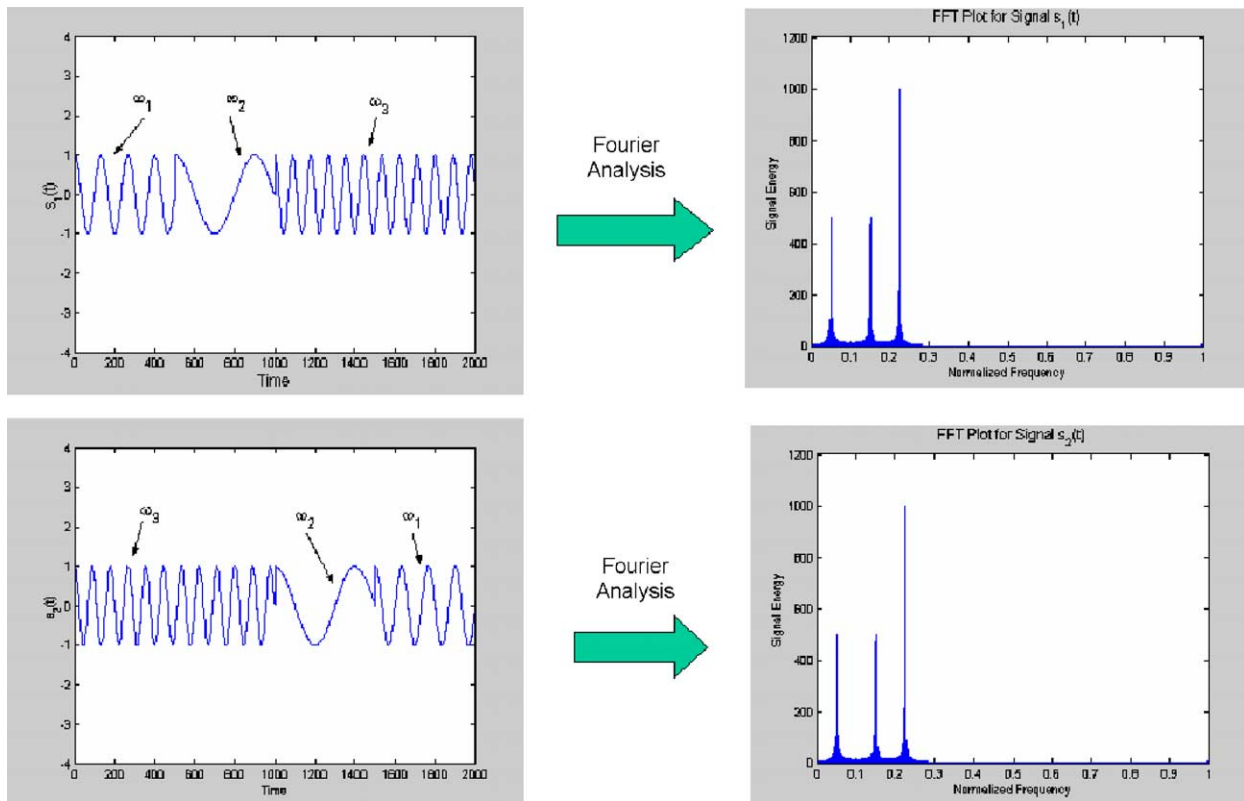 FFT Plot for Signal s1(t)
4
3
2
1
0
-1
-2
-3
-4
S1(t)
ω1
ω2
ω3
0 200 400 600 800 1000 1200 1400 1600 1800 2000
Time
Fourier
Analysis
1200
1000
800
600
400
200
0
Signal Energy
0 0.1 0.2 0.3 0.4 0.5 0.6 0.7 0.8 0.9 1
Normalized Frequency
4
3
2
1
0
-1
-2
-3
-4
s2(t)
ω3
ω2
ω1
0 200 400 600 800 1000 1200 1400 1600 1800 2000
Time
Fourier
Analysis
FFT Plot for Signal s2(t)
1200
1000
800
600
400
200
0
Signal Energy
0 0.1 0.2 0.3 0.4 0.5 0.6 0.7 0.8 0.9 1
Normalized Frequency